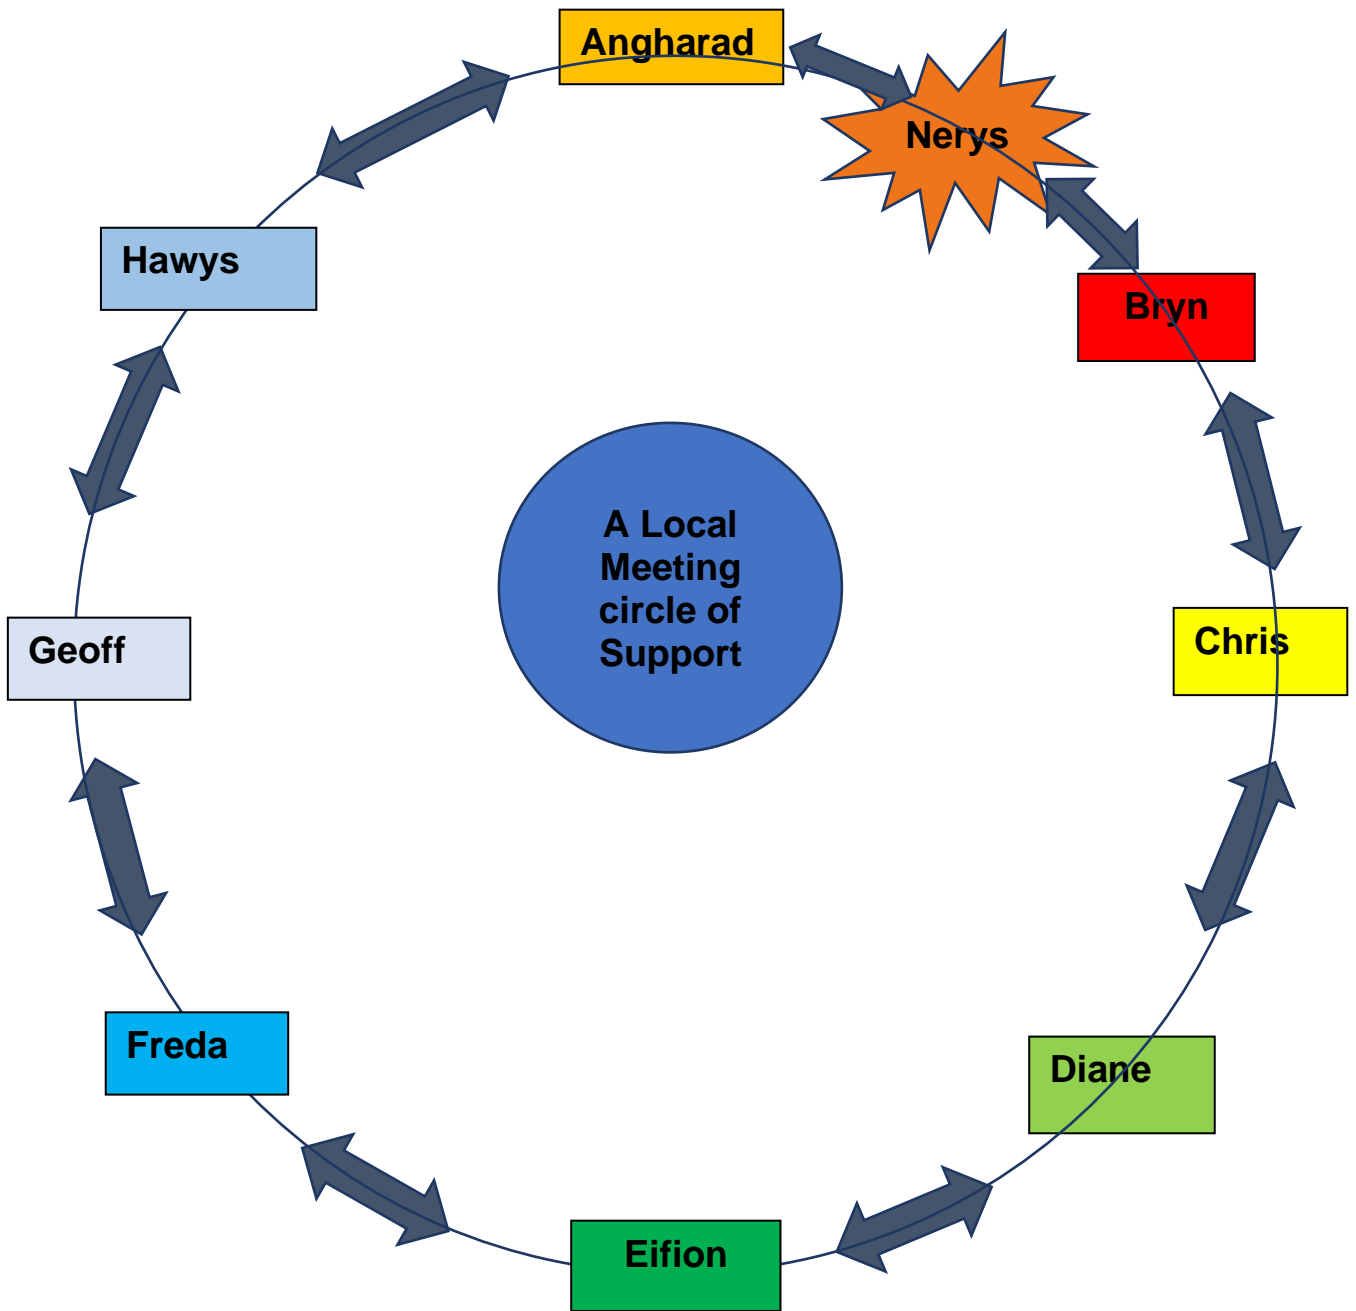 Angharad
Nerys
Hawys
Bryn
A Local
Meeting
circle of
Support
Geoff
Chris
Freda
Diane
Eifion